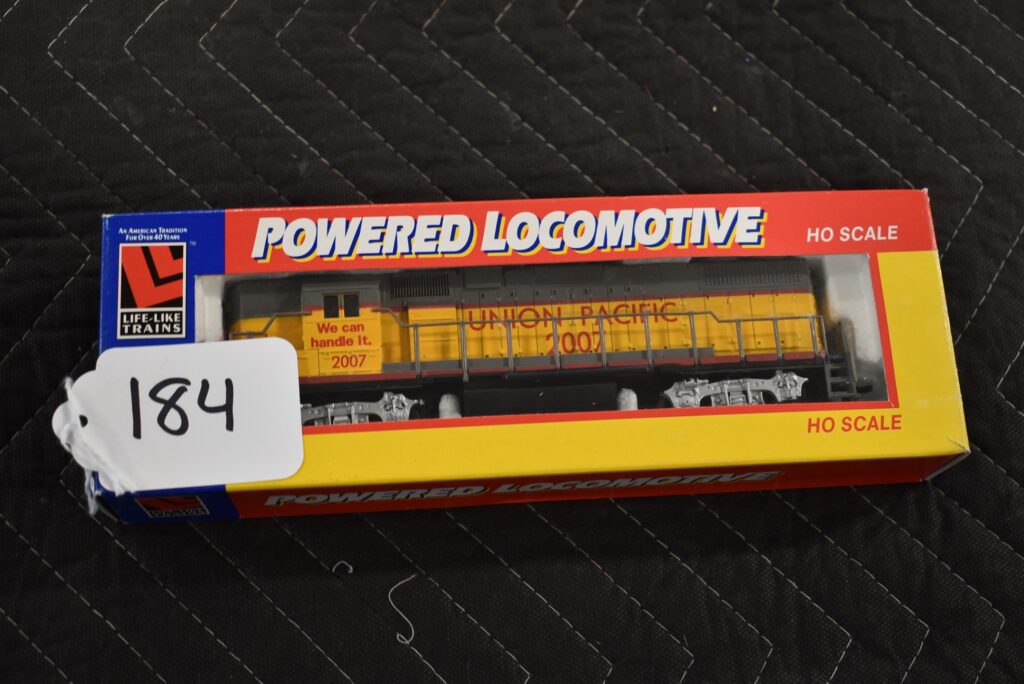 AN AMERICAN TRADITION
FOR OVER 40 YEARS
TM
LIFE-LIKE
TRAINS
POWERED LOCOMOTIVE
HO SCALE
We can
handle it.
2007
UNION PACIFIC
2007
184
HO SCALE
POWERED LOCOMOTIVE